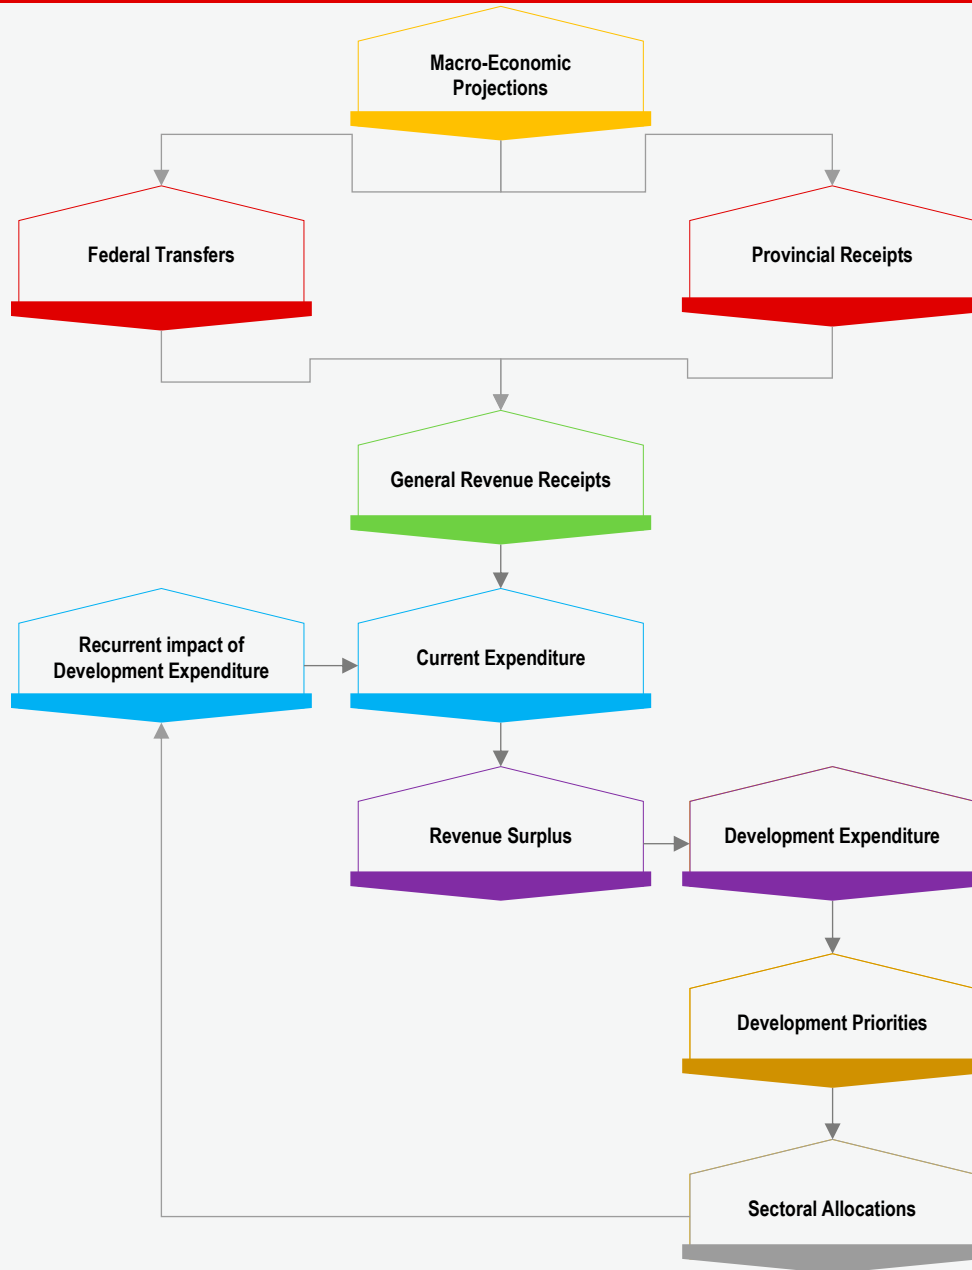 Macro-Economic
Projections
Federal Transfers
Provincial Receipts
General Revenue Receipts
Recurrent impact of
Development Expenditure
Current Expenditure
Revenue Surplus
Development Expenditure
Development Priorities
Sectoral Allocations